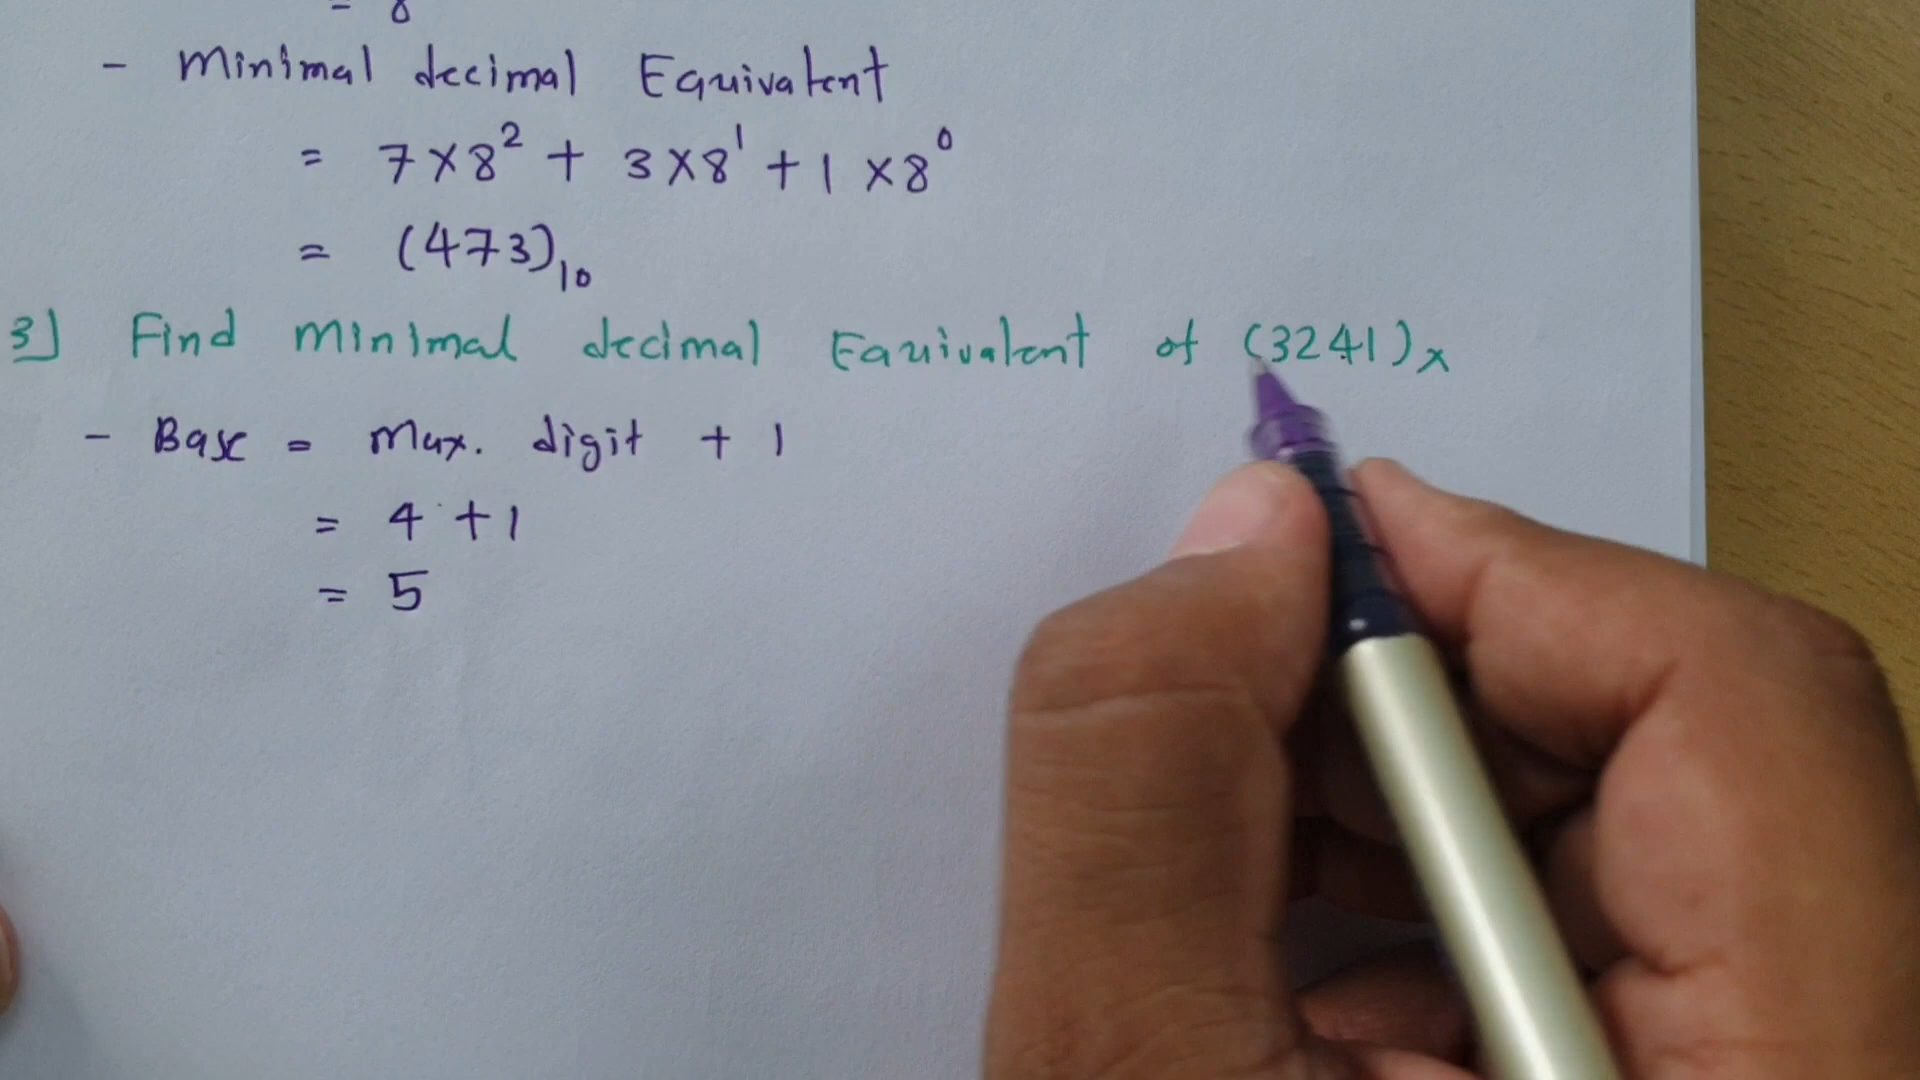 = 8
- Minimal decimal Equivalent
= 7×8² + 3×8¹ + 1×8⁰
= (473)₁₀
3] Find minimal decimal Equivalent of (3241)ₓ
- Base = Max. digit + 1
= 4 + 1
= 5